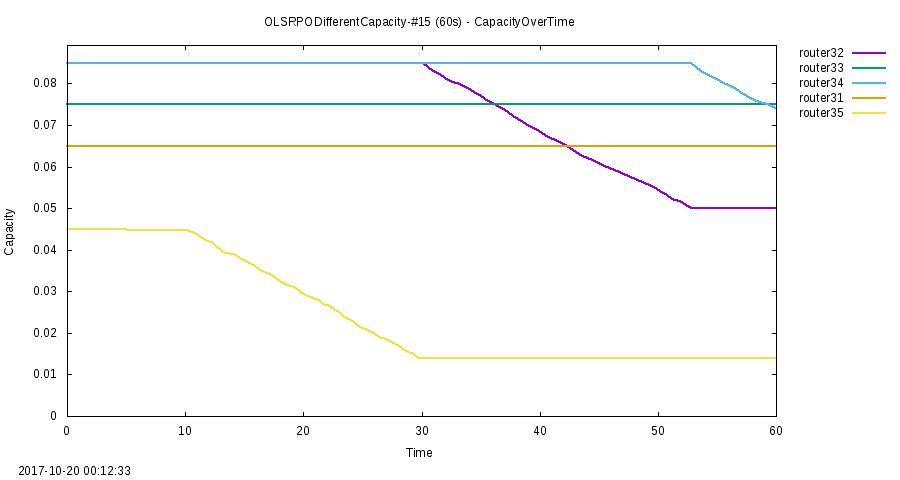 OLSRPODifferentCapacity-#15 (60s) - CapacityOverTime
router32
router33
router34
router31
router35
0.08
0.07
0.06
0.05
0.04
0.03
0.02
0.01
0
Capacity
0 10 20 30 40 50 60
Time
2017-10-20 00:12:33